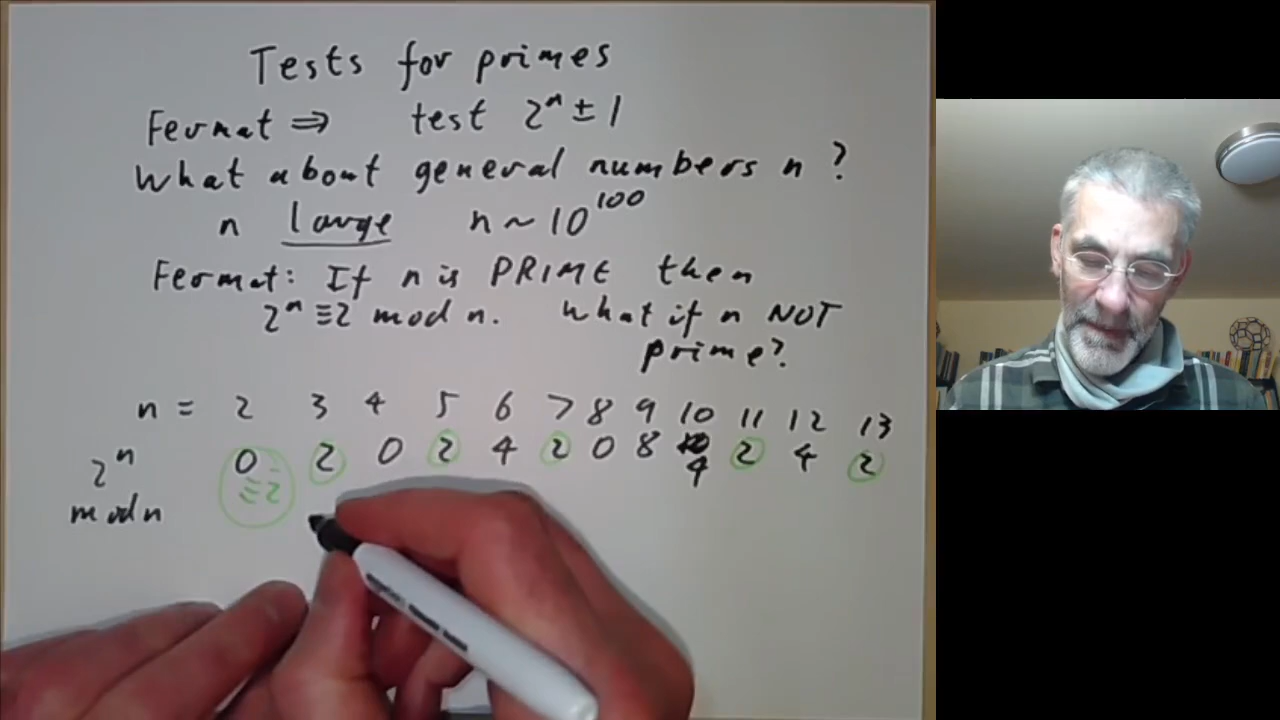 Tests for primes
Fermat ⇒ test 2ⁿ ± 1
What about general numbers n?
n large n ~ 10¹⁰⁰
Fermat: If n is PRIME then
2ⁿ ≡ 2 mod n. What if n NOT
prime?
n = 2 3 4 5 6 7 8 9 10 11 12 13
2ⁿ mod n 0 ≡ 2 2 0 2 4 2 0 8 4 2 4 2